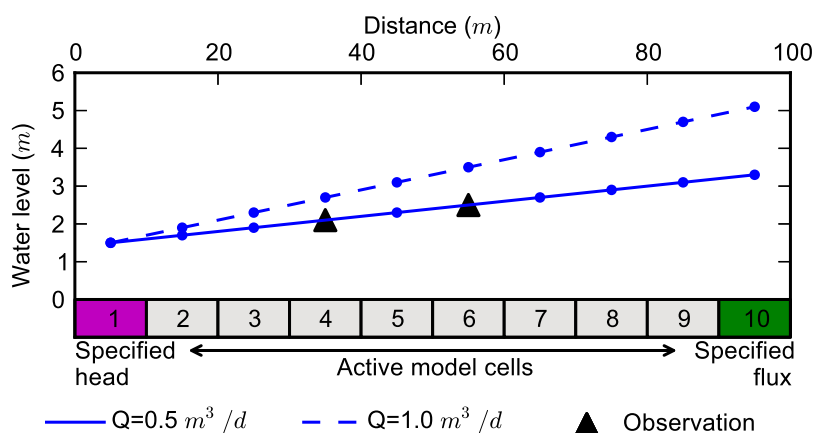 Distance (m)
0 20 40 60 80 100
Water level (m)
6
5
4
3
2
1
0
1 2 3 4 5 6 7 8 9 10
Specified head
Active model cells
Specified flux
Q=0.5 m³ /d
Q=1.0 m³ /d
Observation